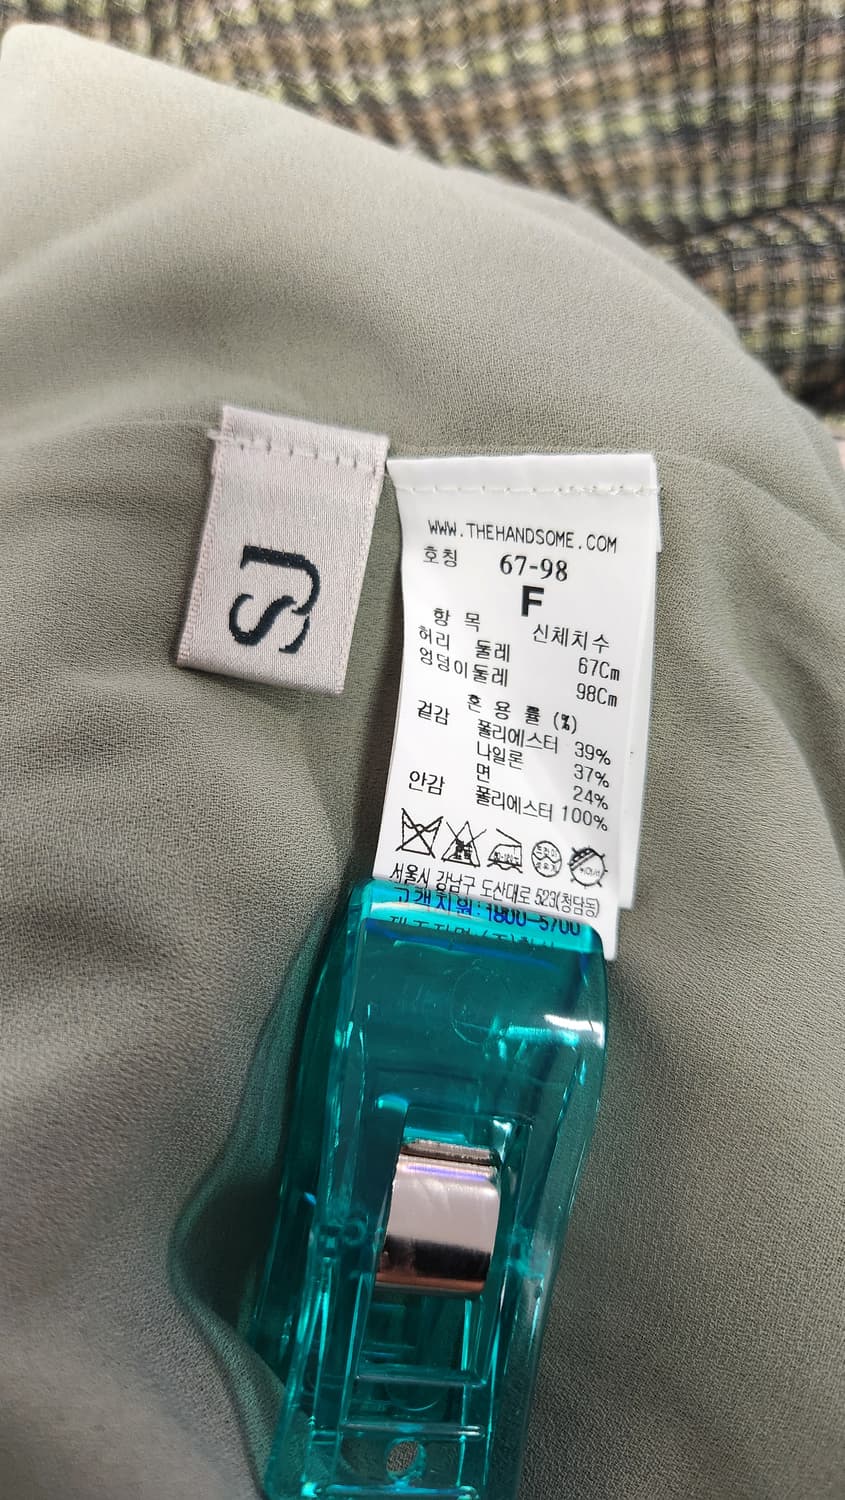 SJ
WWW.THEHANDSOME.COM
호칭 67-98
F
항 목 신체치수
허리 둘레 67Cm
엉덩이둘레 98Cm
혼 용 률 (%)
겉감 폴리에스터 39%
나일론 37%
면 24%
안감 폴리에스터 100%
서울시 강남구 도산대로 523(청담동)
고객지원:1800-5700